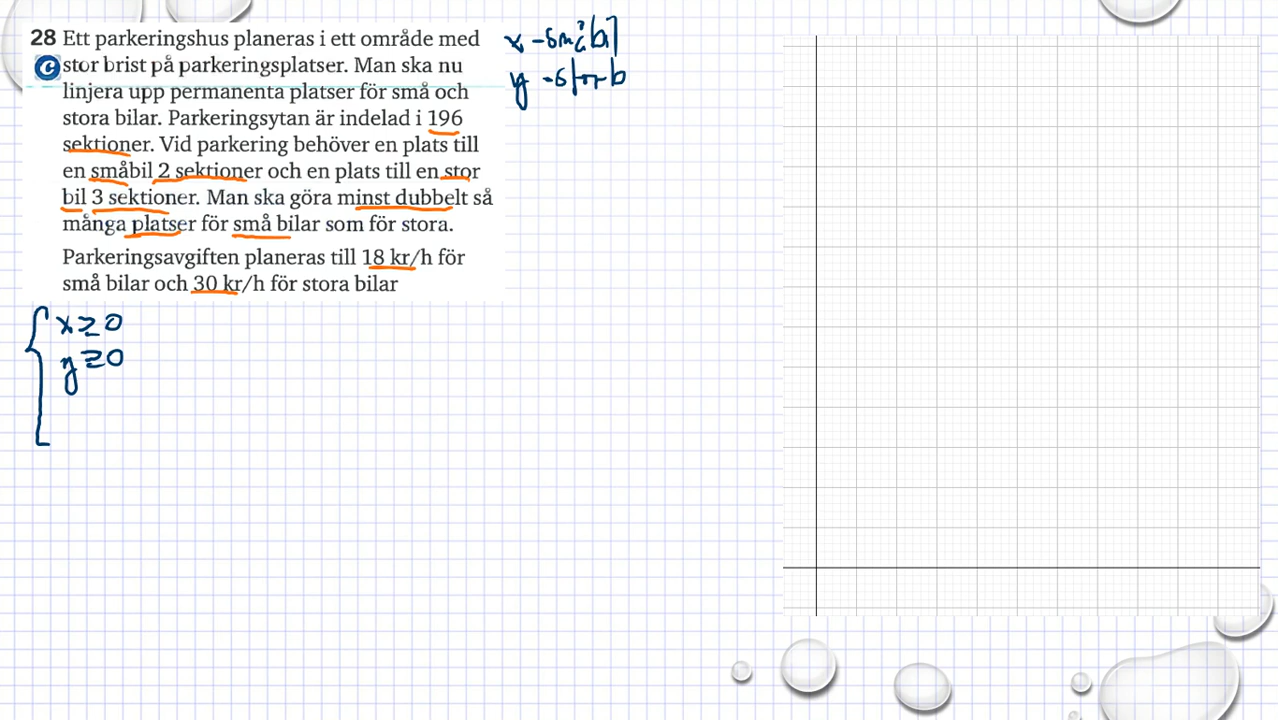 28 Ett parkeringshus planeras i ett område med
C stor brist på parkeringsplatser. Man ska nu
linjera upp permanenta platser för små och
stora bilar. Parkeringsytan är indelad i 196
sektioner. Vid parkering behöver en plats till
en småbil 2 sektioner och en plats till en stor
bil 3 sektioner. Man ska göra minst dubbelt så
många platser för små bilar som för stora.
Parkeringsavgiften planeras till 18 kr/h för
små bilar och 30 kr/h för stora bilar
x - småbil
y - stor b
x ≥ 0
y ≥ 0